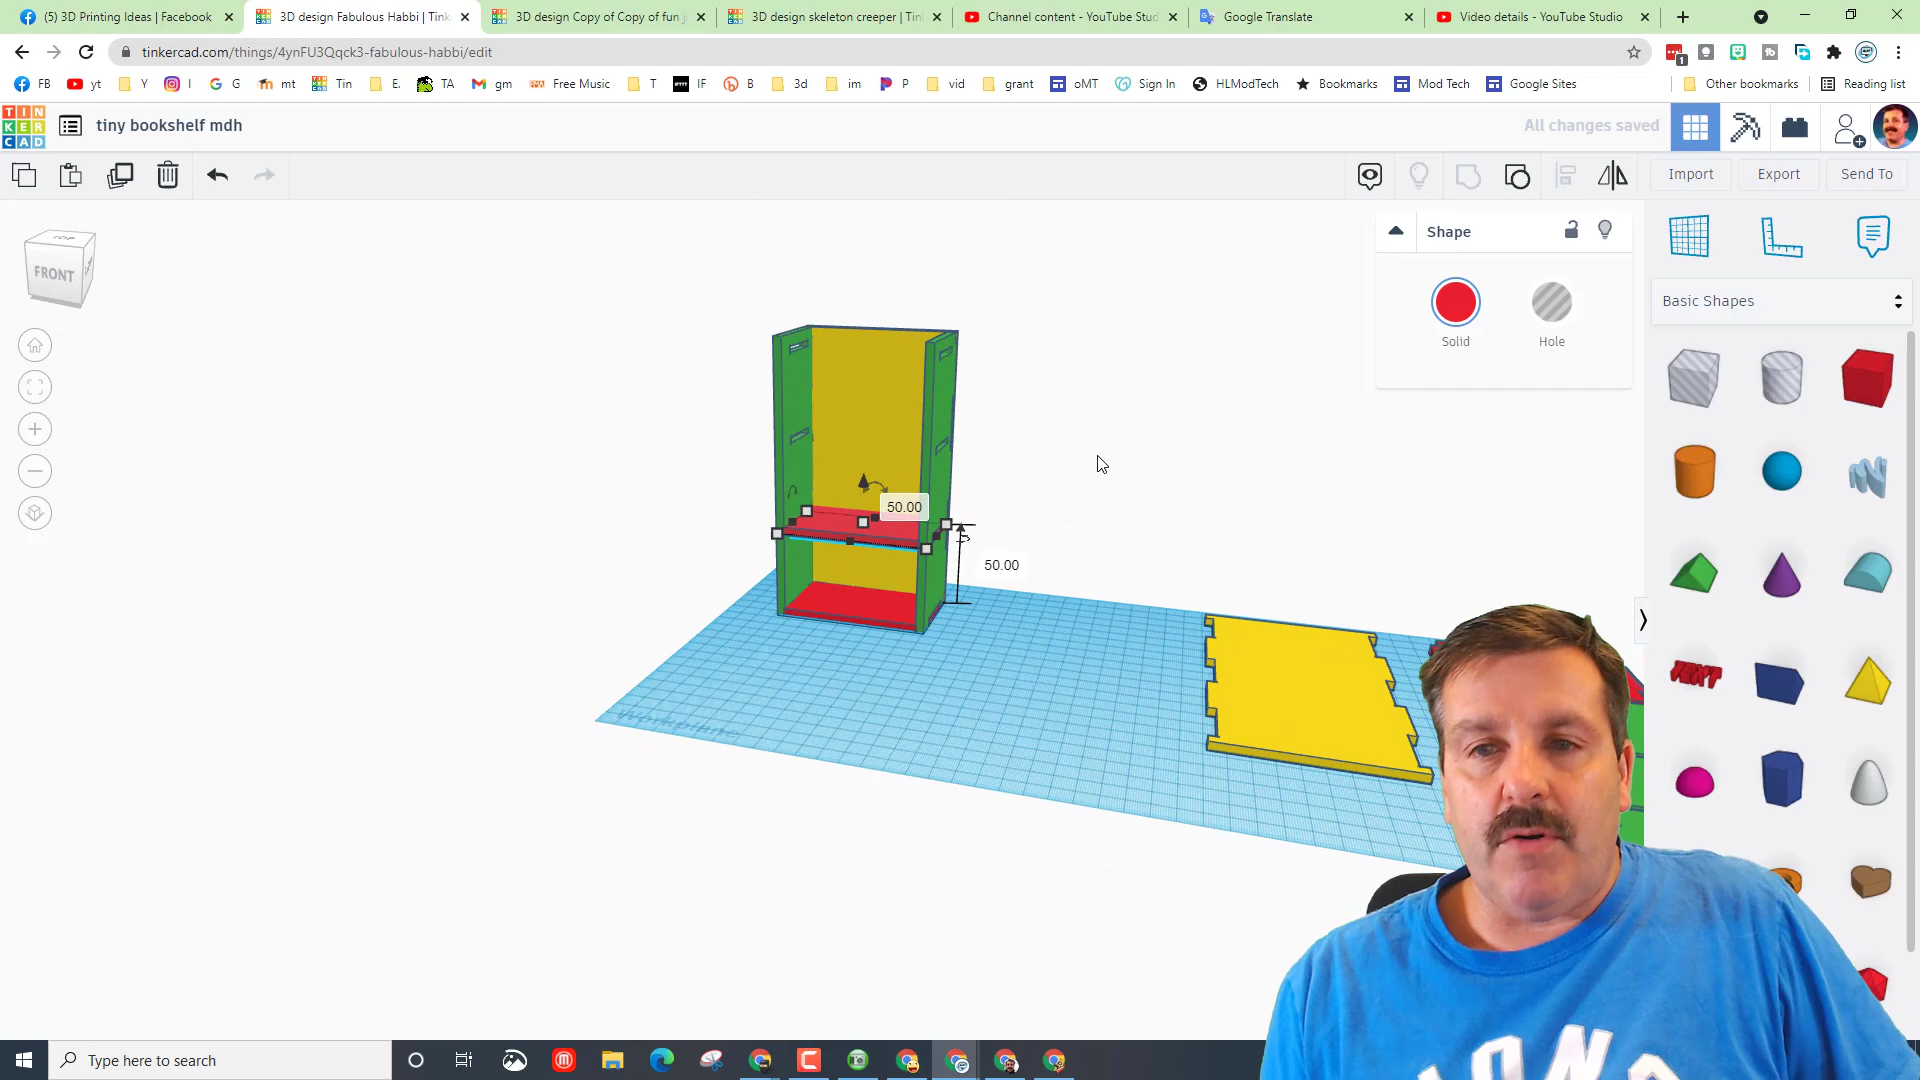 (5) 3D Printing Ideas | Facebook
3D design Fabulous Habbi | Tink
3D design Copy of Copy of fun j
3D design skeleton creeper | Tin
Channel content - YouTube Stud
Google Translate
Video details - YouTube Studio
tinkercad.com/things/4ynFU3Qqck3-fabulous-habbi/edit
1
FB yt Y I G mt Tin E. TA gm Free Music T IF B 3d im P vid grant oMT Sign In HLModTech Bookmarks Mod Tech Google Sites Other bookmarks Reading list
TIN
KER
CAD
tiny bookshelf mdh
All changes saved
Import
Export
Send To
TOP
FRONT
Shape
Solid
Hole
Basic Shapes
50.00
50.00
Workplane
TEXT
Type here to search